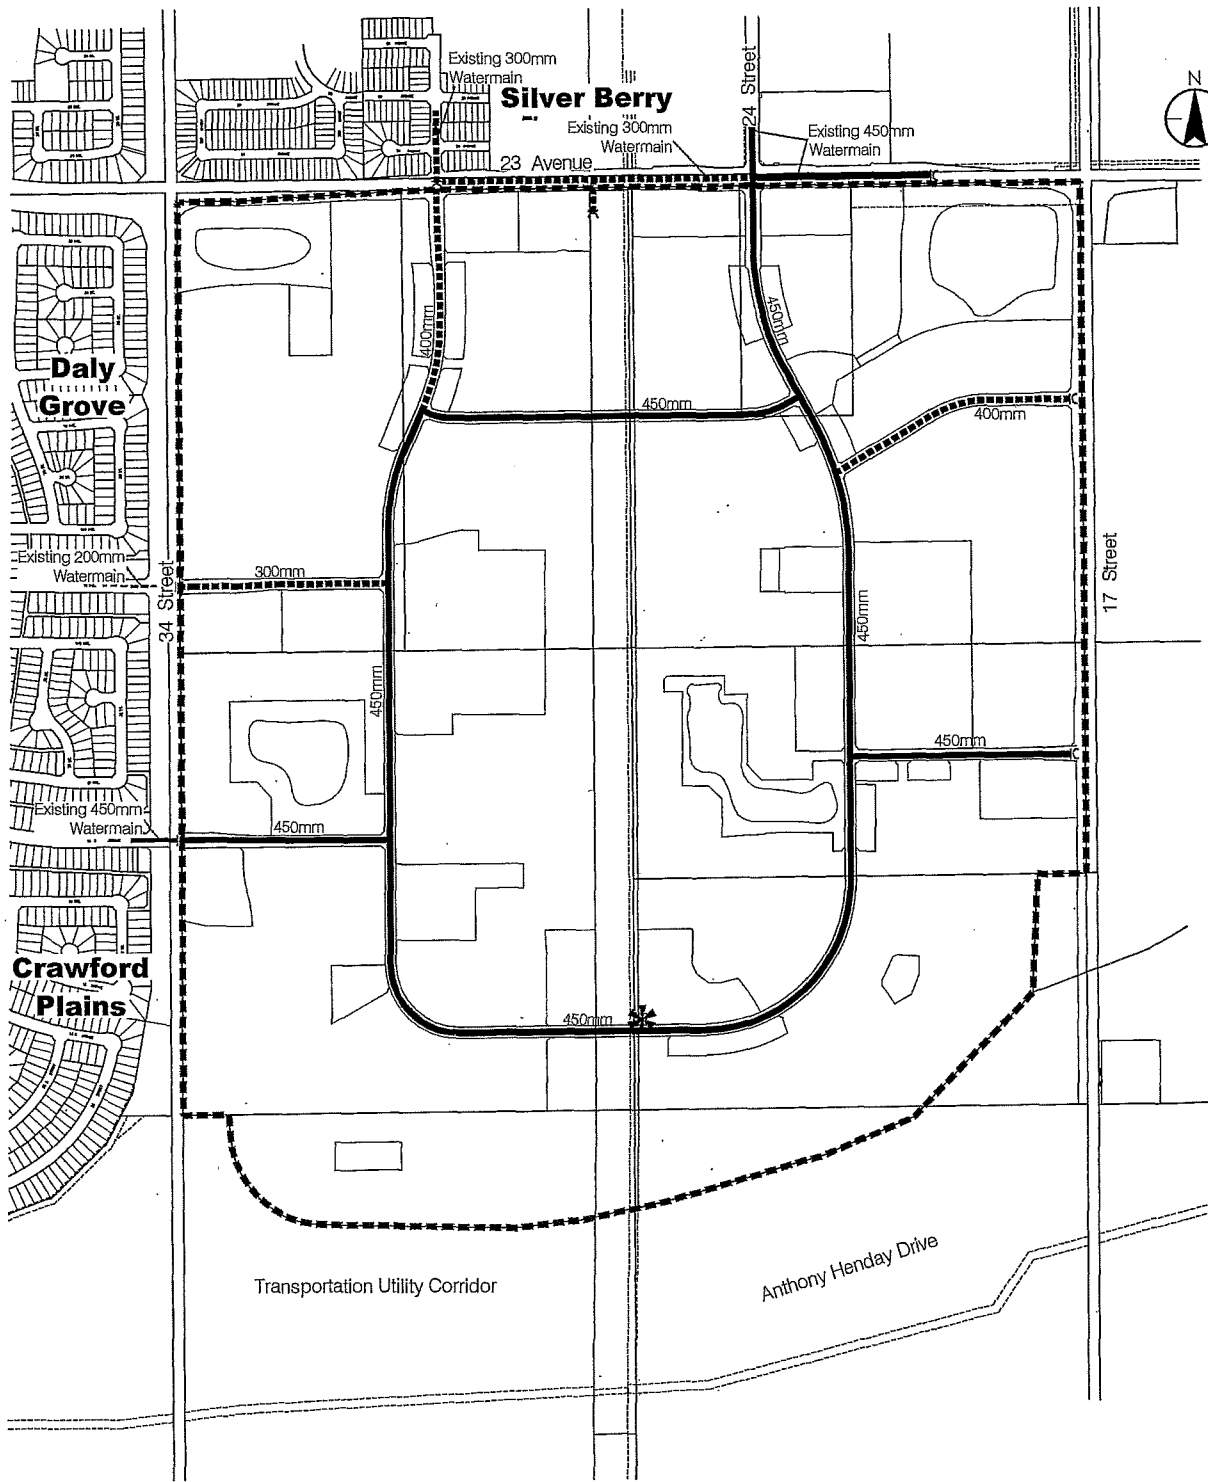 Existing 300mm
Watermain
Silver Berry
24 Street
N
Existing 300mm
Watermain
Existing 450mm
Watermain
23 Avenue
400mm
450mm
Daly
Grove
450mm
400mm
Existing 200mm
Watermain
300mm
34 Street
17 Street
450mm
450mm
450mm
Existing 450mm
Watermain
450mm
Crawford
Plains
450mm
Transportation Utility Corridor
Anthony Henday Drive